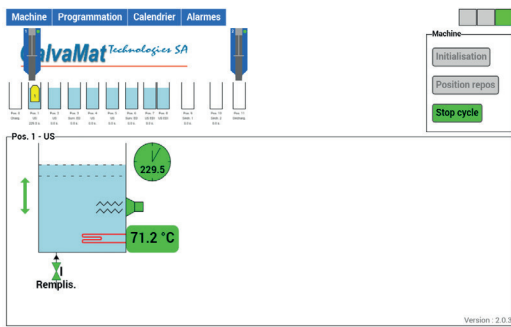 Machine Programmation Calendrier Alarmes
GalvaMat Technologies SA
Machine
Initialisation
Position repos
Stop cycle
Pos. 1 - US
229.5
71.2 °C
Remplis.
Version : 2.0.3